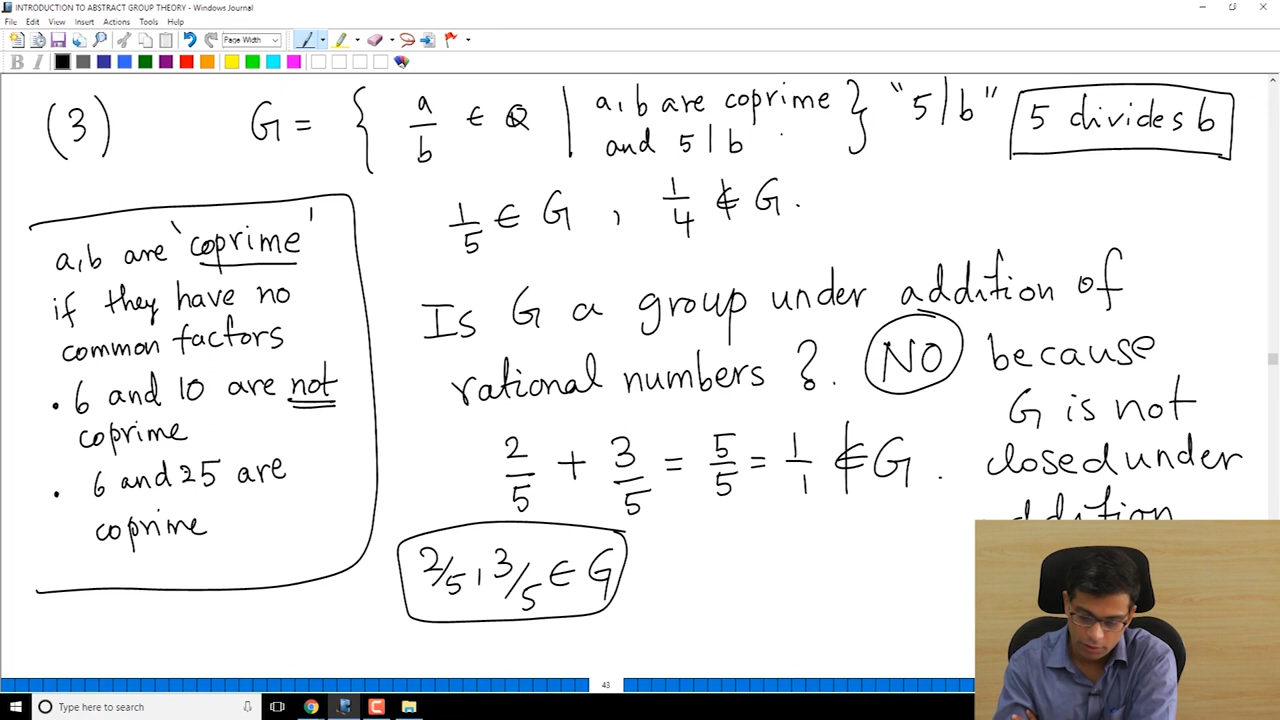 INTRODUCTION TO ABSTRACT GROUP THEORY - Windows Journal
File Edit View Insert Actions Tools Help
Page Width
B I
(3) G = { a/b ∈ Q | a, b are coprime and 5 | b } "5 | b" 5 divides b
1/5 ∈ G , 1/4 ∉ G .
a, b are 'coprime'
if they have no
common factors
• 6 and 10 are not
coprime
• 6 and 25 are
coprime
Is G a group under addition of
rational numbers ? . NO because
G is not
closed under
addition
2/5 + 3/5 = 5/5 = 1/1 ∉ G .
2/5 , 3/5 ∈ G
43
Type here to search